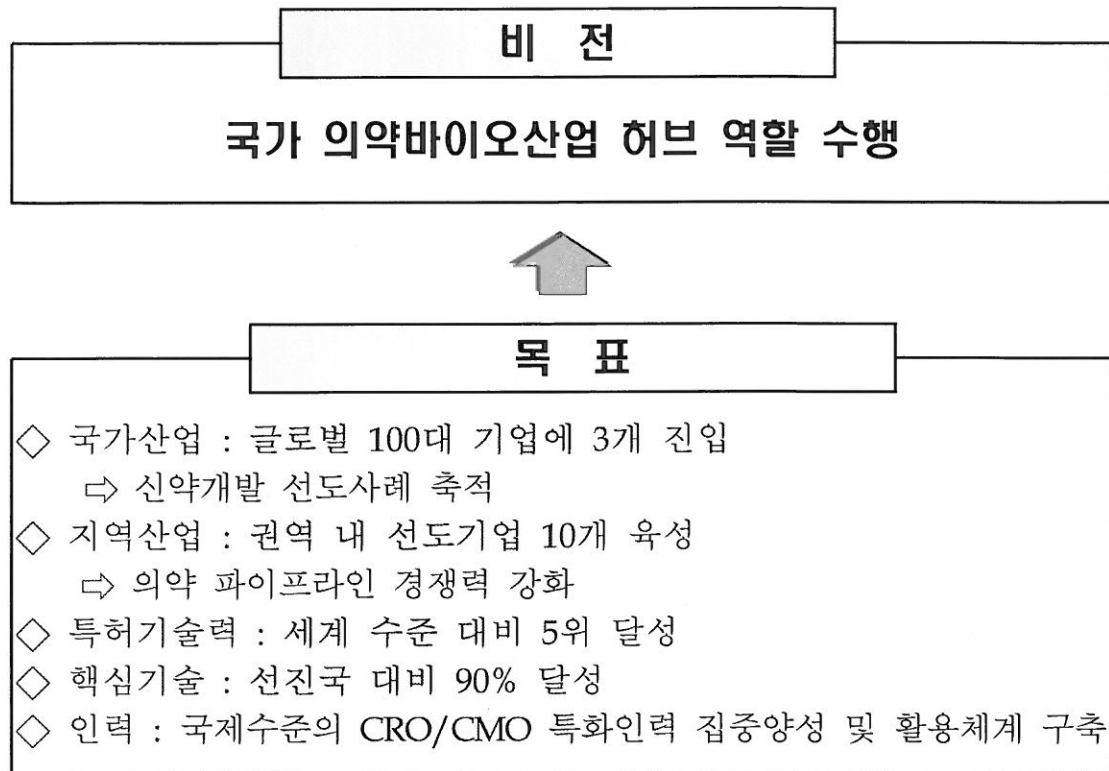 비 전
국가 의약바이오산업 허브 역할 수행
목 표
◇ 국가산업 : 글로벌 100대 기업에 3개 진입
⇨ 신약개발 선도사례 축적
◇ 지역산업 : 권역 내 선도기업 10개 육성
⇨ 의약 파이프라인 경쟁력 강화
◇ 특허기술력 : 세계 수준 대비 5위 달성
◇ 핵심기술 : 선진국 대비 90% 달성
◇ 인력 : 국제수준의 CRO/CMO 특화인력 집중양성 및 활용체계 구축